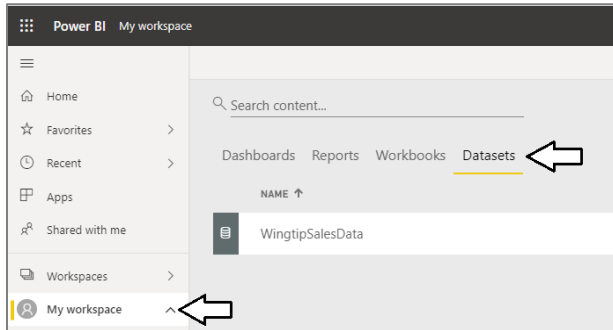 Power BI My workspace
Home
Favorites
Recent
Apps
Shared with me
Workspaces
My workspace
Search content...
Dashboards Reports Workbooks Datasets
NAME ↑
WingtipSalesData